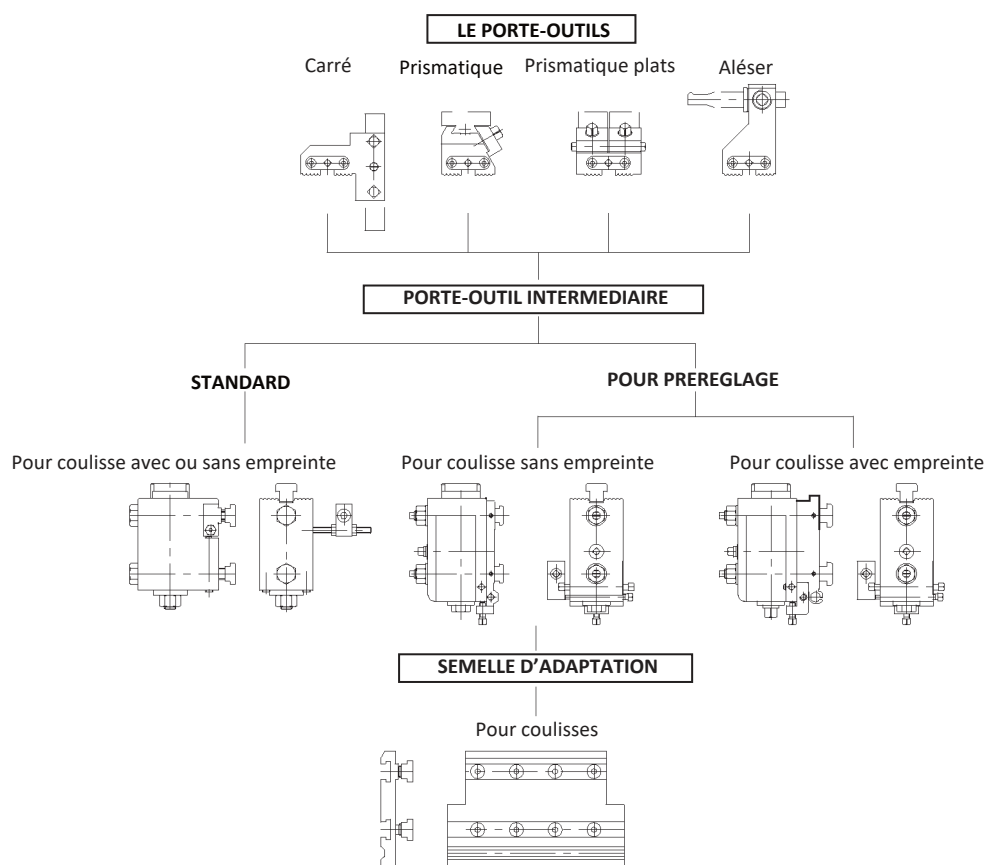 LE PORTE-OUTILS
Carré
Prismatique
Prismatique plats
Aléser
PORTE-OUTIL INTERMEDIAIRE
STANDARD
POUR PREREGLAGE
Pour coulisse avec ou sans empreinte
Pour coulisse sans empreinte
Pour coulisse avec empreinte
SEMELLE D'ADAPTATION
Pour coulisses